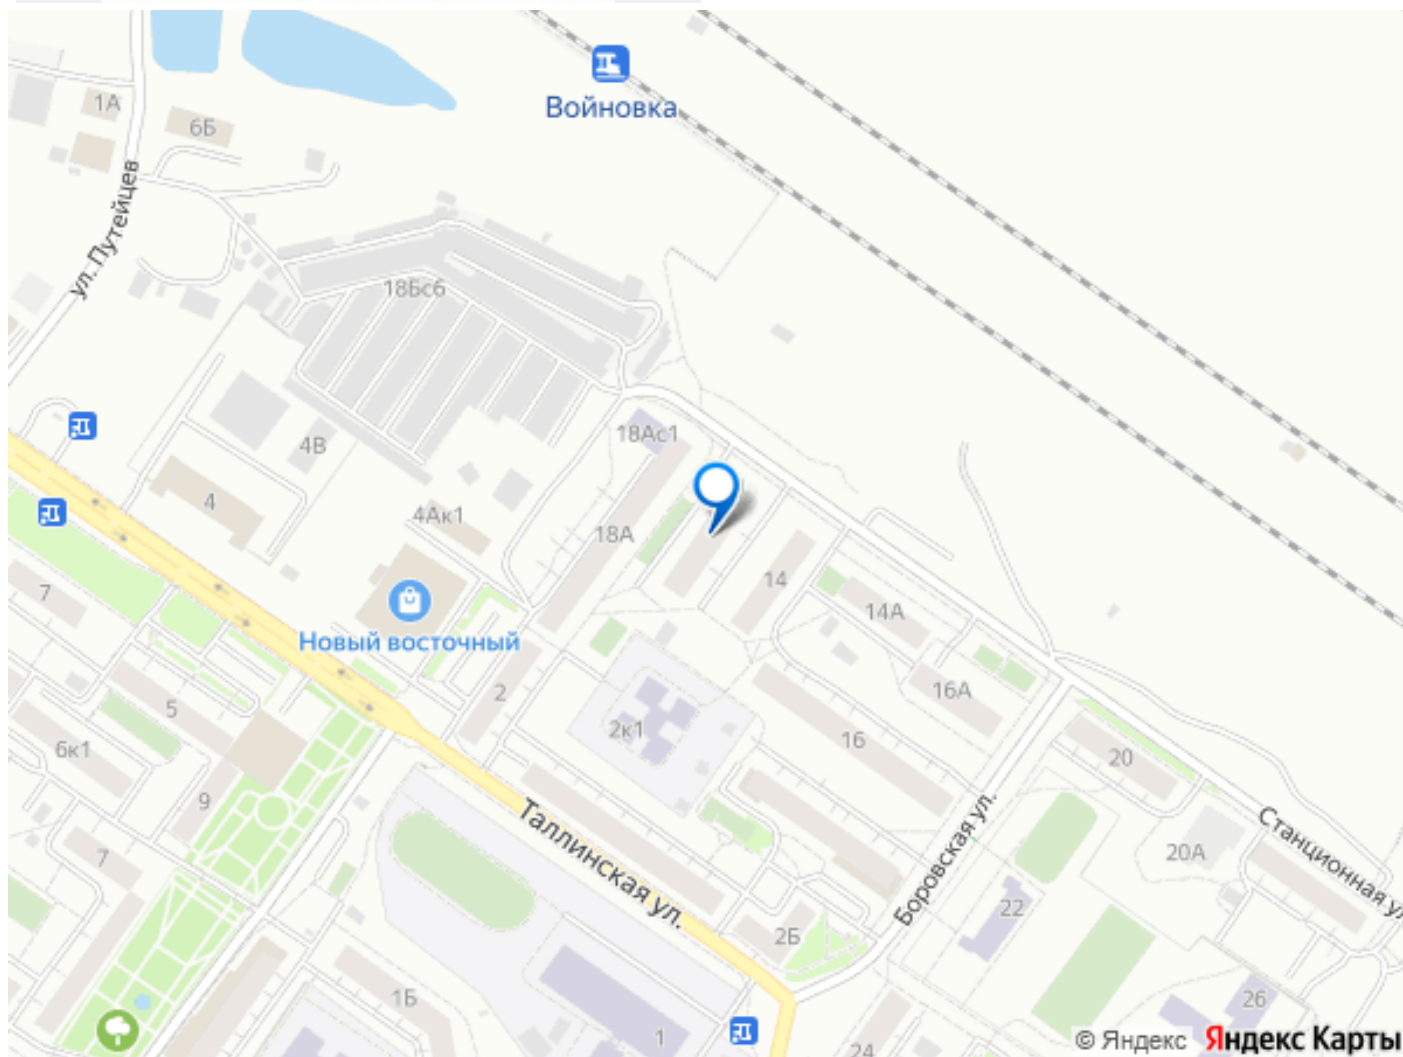 Войновка
1А
6Б
ул. Путейцев
18Бс6
18Ас1
4В
4
4Ак1
18А
14
14А
7
Новый восточный
2
16А
5
2к1
16
6к1
20
9
Таллинская ул.
Боровская ул.
Станционная ул
7
20А
22
2Б
1Б
26
1
24
© Яндекс Яндекс Карты